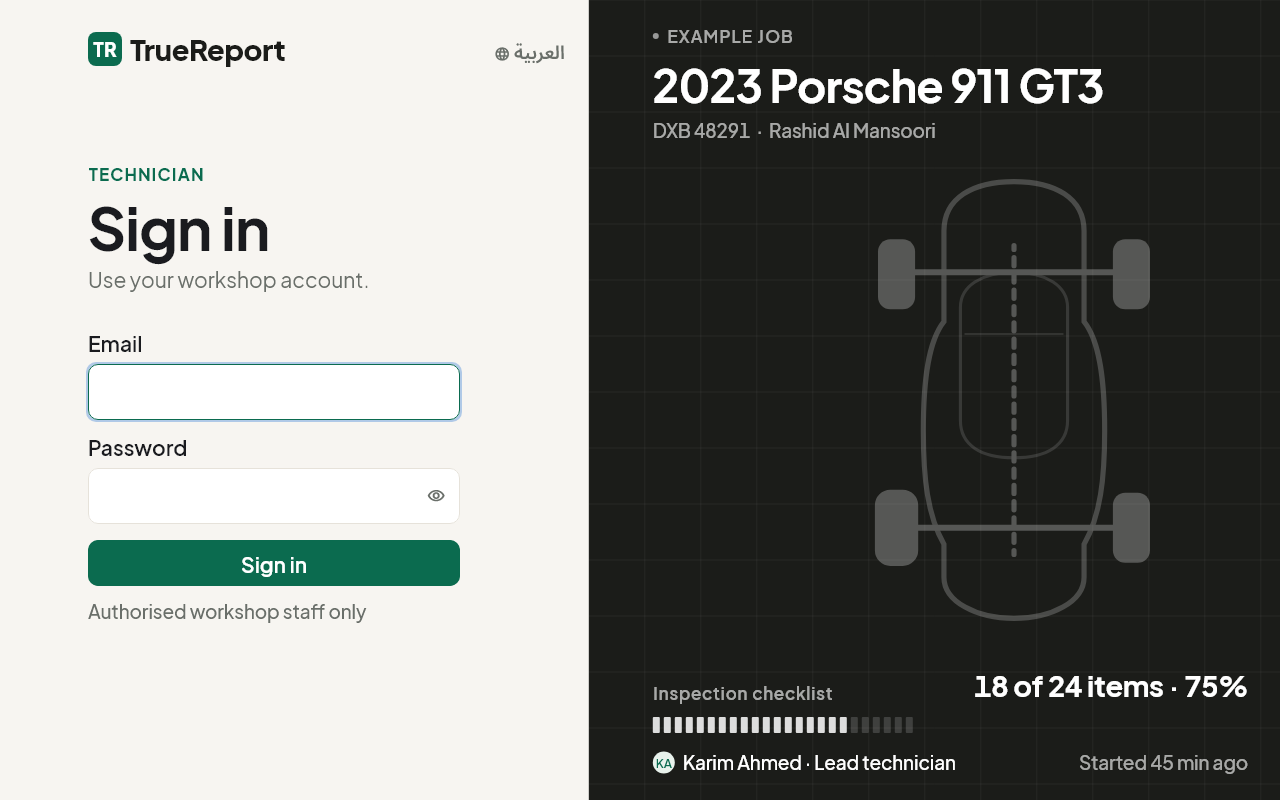 TR TrueReport
العربية
TECHNICIAN
Sign in
Use your workshop account.
Email
Password
Sign in
Authorised workshop staff only
• EXAMPLE JOB
2023 Porsche 911 GT3
DXB 48291 · Rashid Al Mansoori
Inspection checklist
18 of 24 items · 75%
KA Karim Ahmed · Lead technician
Started 45 min ago